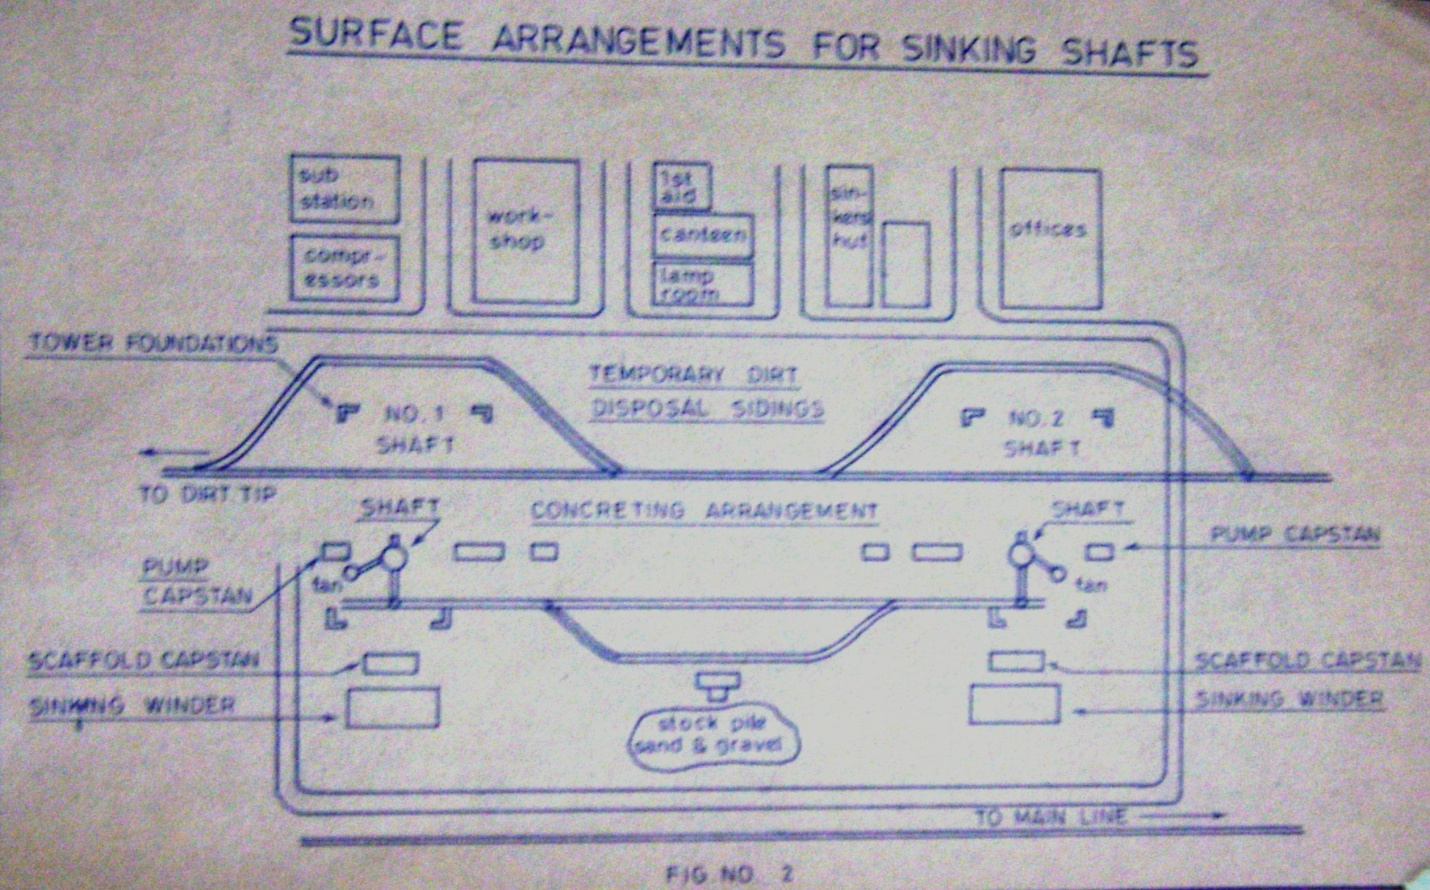 SURFACE ARRANGEMENTS FOR SINKING SHAFTS
sub
station
compr-
essors
work-
shop
1st
aid
canteen
lamp
room
sin-
kers
hut
offices
TOWER FOUNDATIONS
TEMPORARY DIRT
DISPOSAL SIDINGS
NO. 1
SHAFT
NO. 2
SHAFT
TO DIRT TIP
SHAFT
CONCRETING ARRANGEMENT
SHAFT
PUMP CAPSTAN
PUMP
CAPSTAN
fan
fan
SCAFFOLD CAPSTAN
SCAFFOLD CAPSTAN
SINKING WINDER
SINKING WINDER
stock pile
sand & gravel
TO MAIN LINE
FIG. NO. 2